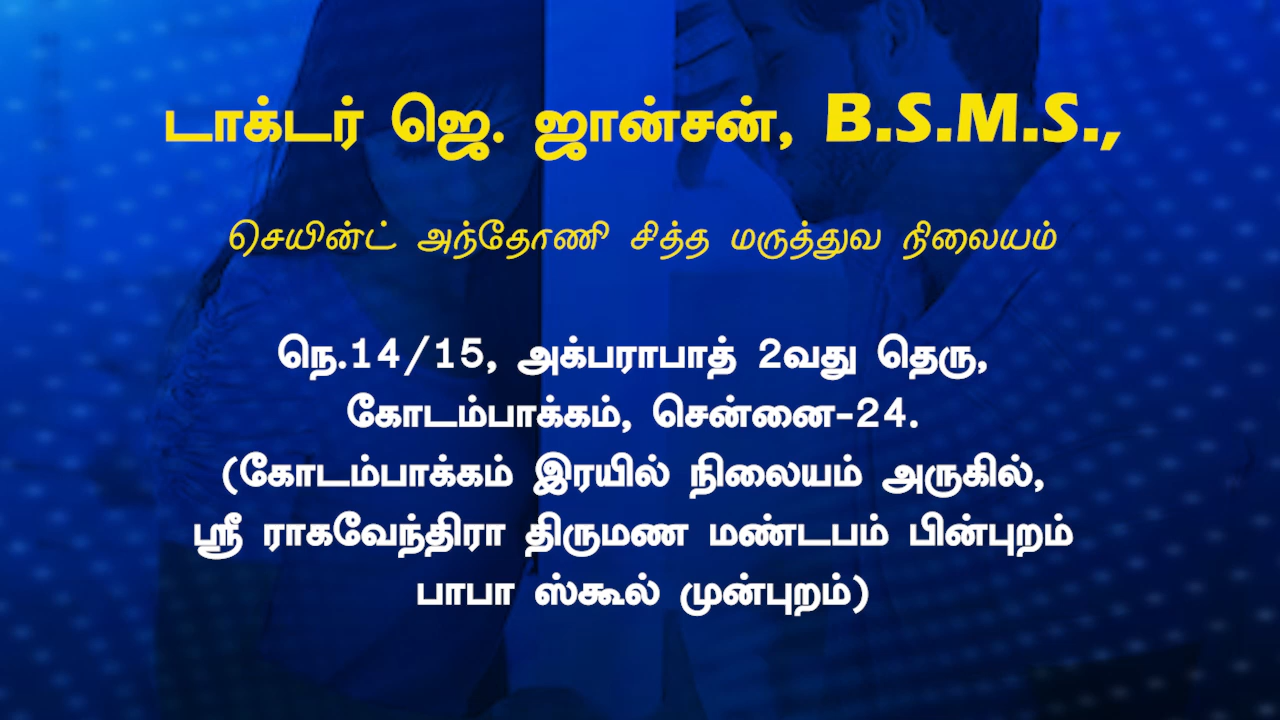 டாக்டர் ஜெ. ஜான்சன், B.S.M.S.,
செயின்ட் அந்தோணி சித்த மருத்துவ நிலையம்
நெ.14/15, அக்பராபாத் 2வது தெரு,
கோடம்பாக்கம், சென்னை-24.
(கோடம்பாக்கம் இரயில் நிலையம் அருகில்,
ஸ்ரீ ராகவேந்திரா திருமண மண்டபம் பின்புறம்
பாபா ஸ்கூல் முன்புறம்)